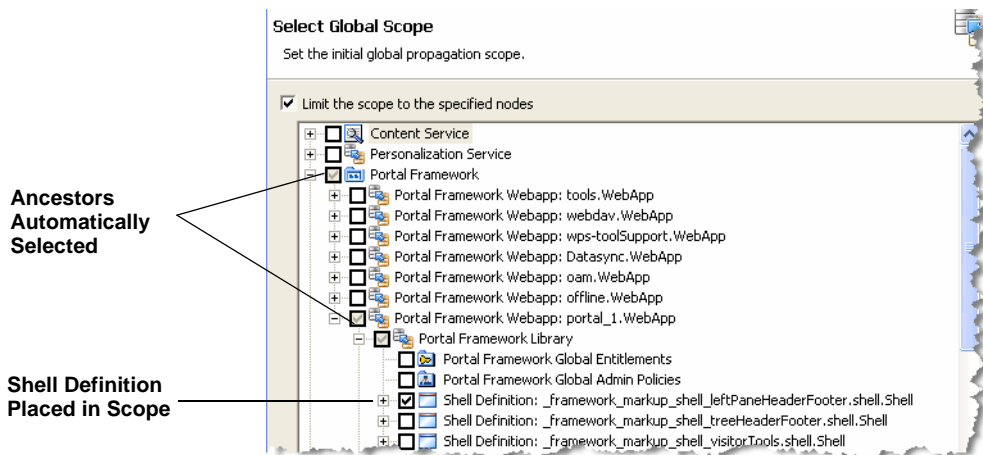 Select Global Scope
Set the initial global propagation scope.
Limit the scope to the specified nodes
Content Service
Personalization Service
Portal Framework
Ancestors
Automatically
Selected
Portal Framework Webapp: tools.WebApp
Portal Framework Webapp: webdav.WebApp
Portal Framework Webapp: wps-toolSupport.WebApp
Portal Framework Webapp: Datasync.WebApp
Portal Framework Webapp: oam.WebApp
Portal Framework Webapp: offline.WebApp
Portal Framework Webapp: portal_1.WebApp
Portal Framework Library
Portal Framework Global Entitlements
Portal Framework Global Admin Policies
Shell Definition
Placed in Scope
Shell Definition: _framework_markup_shell_leftPaneHeaderFooter.shell.Shell
Shell Definition: _framework_markup_shell_treeHeaderFooter.shell.Shell
Shell Definition: _framework_markup_shell_visitorTools.shell.Shell